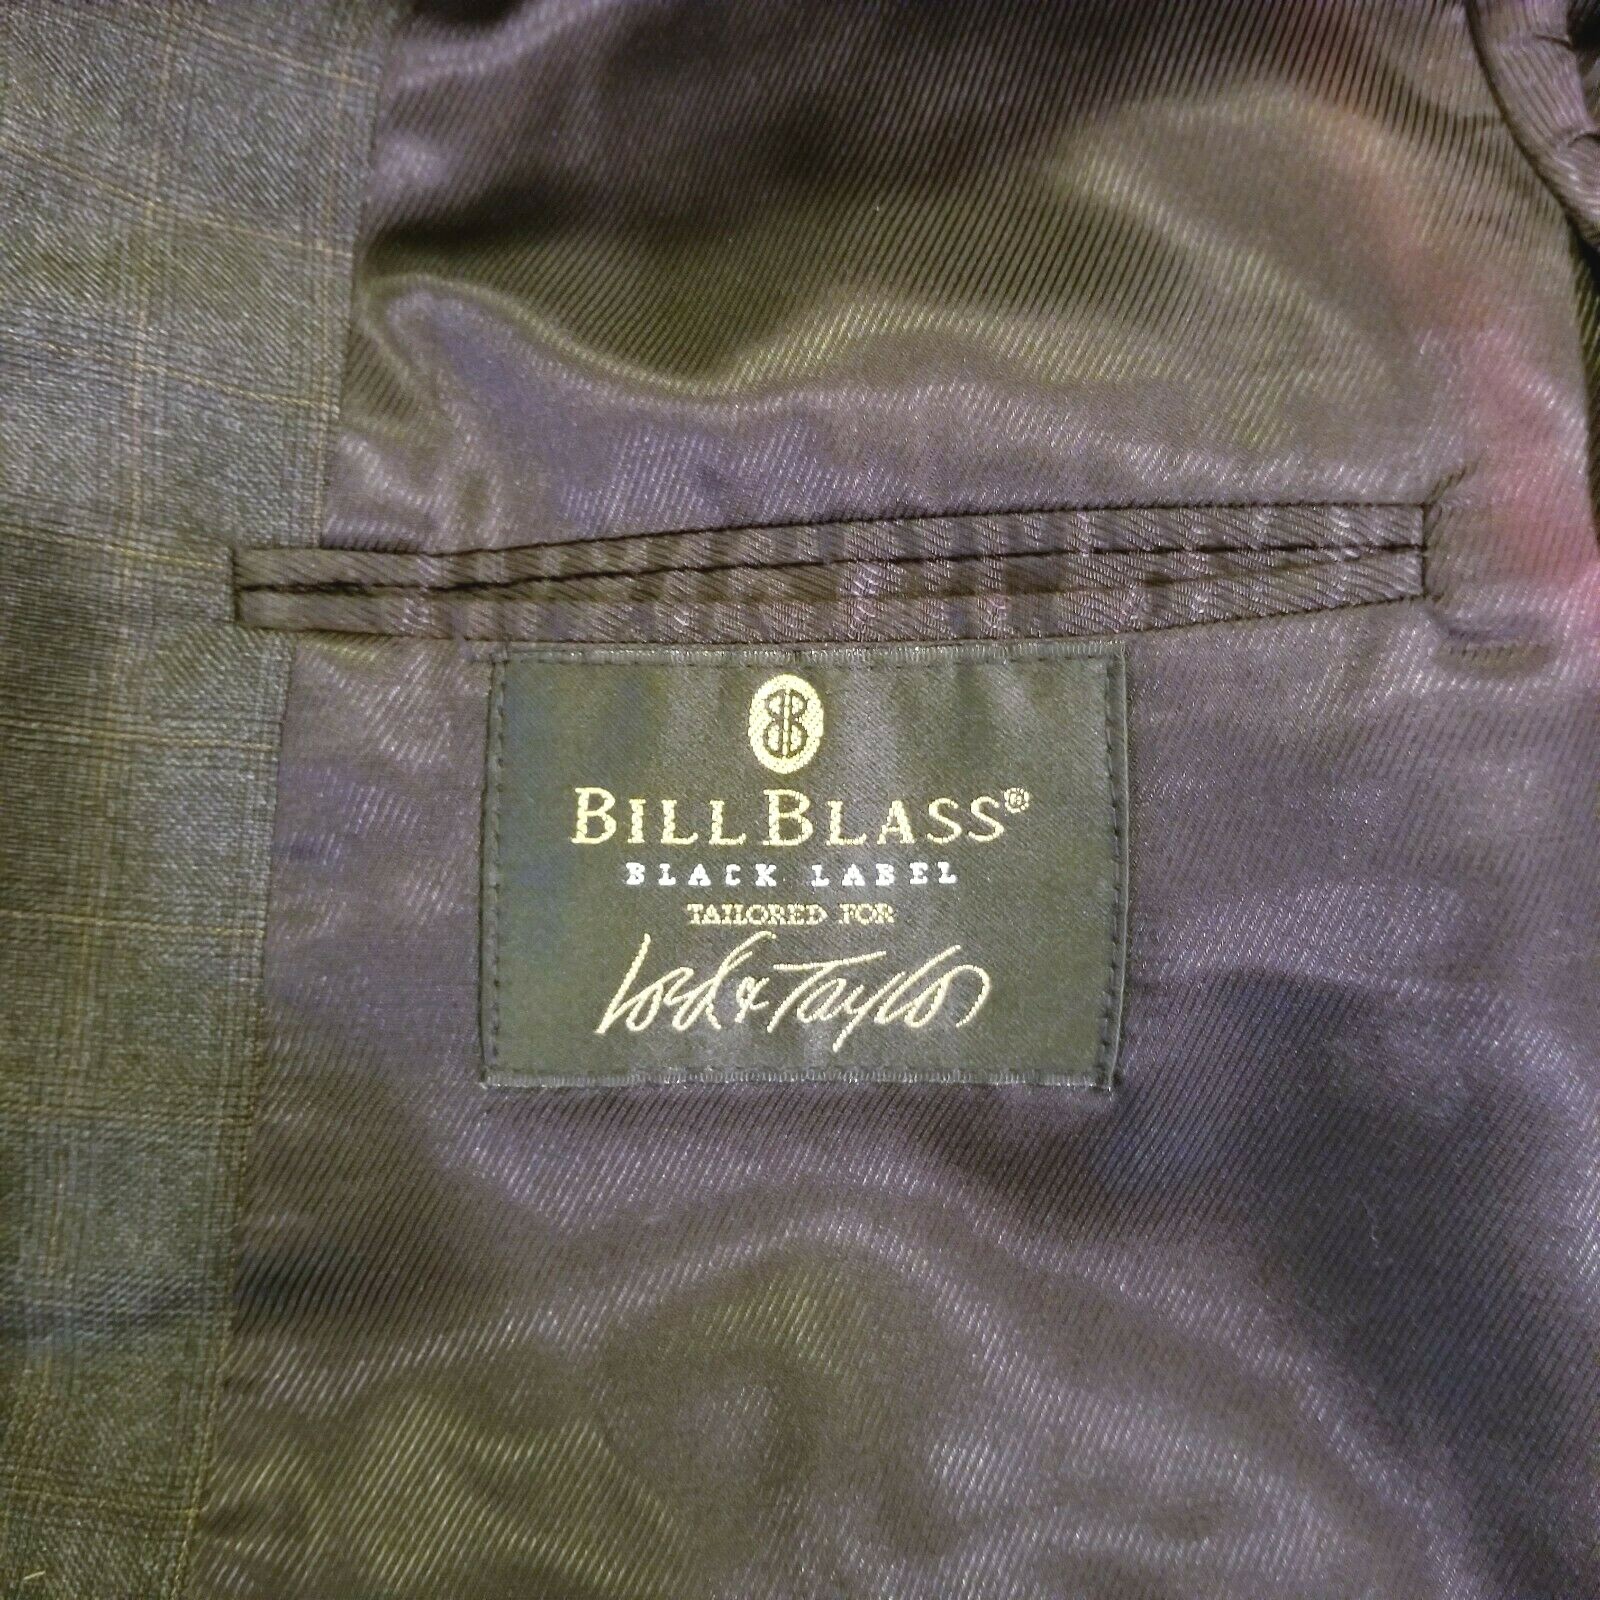 BB
BILL BLASS®
BLACK LABEL
TAILORED FOR
Lord & Taylor